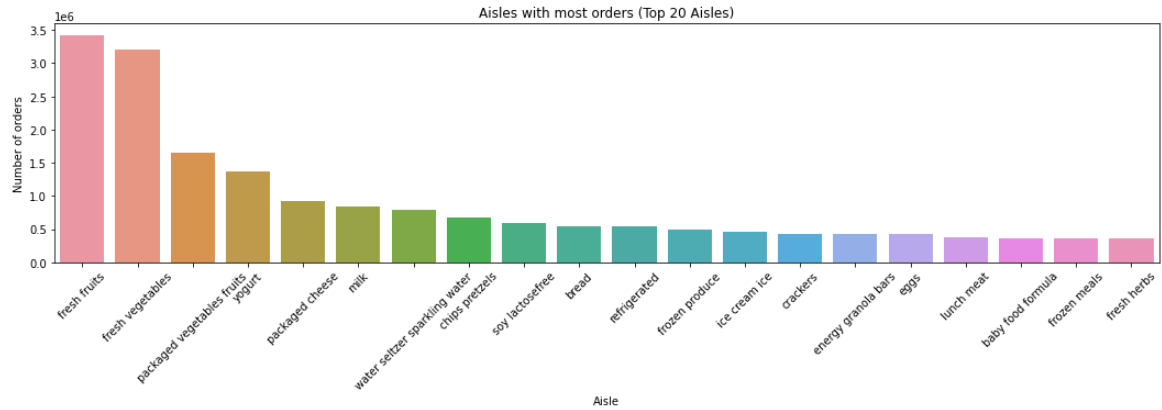 Aisles with most orders (Top 20 Aisles)
1e6
3.5
3.0
2.5
2.0
1.5
1.0
0.5
0.0
Number of orders
fresh fruits
fresh vegetables
packaged vegetables fruits
yogurt
packaged cheese
milk
water seltzer sparkling water
chips pretzels
soy lactosefree
bread
refrigerated
frozen produce
ice cream ice
crackers
energy granola bars
eggs
lunch meat
baby food formula
frozen meals
fresh herbs
Aisle